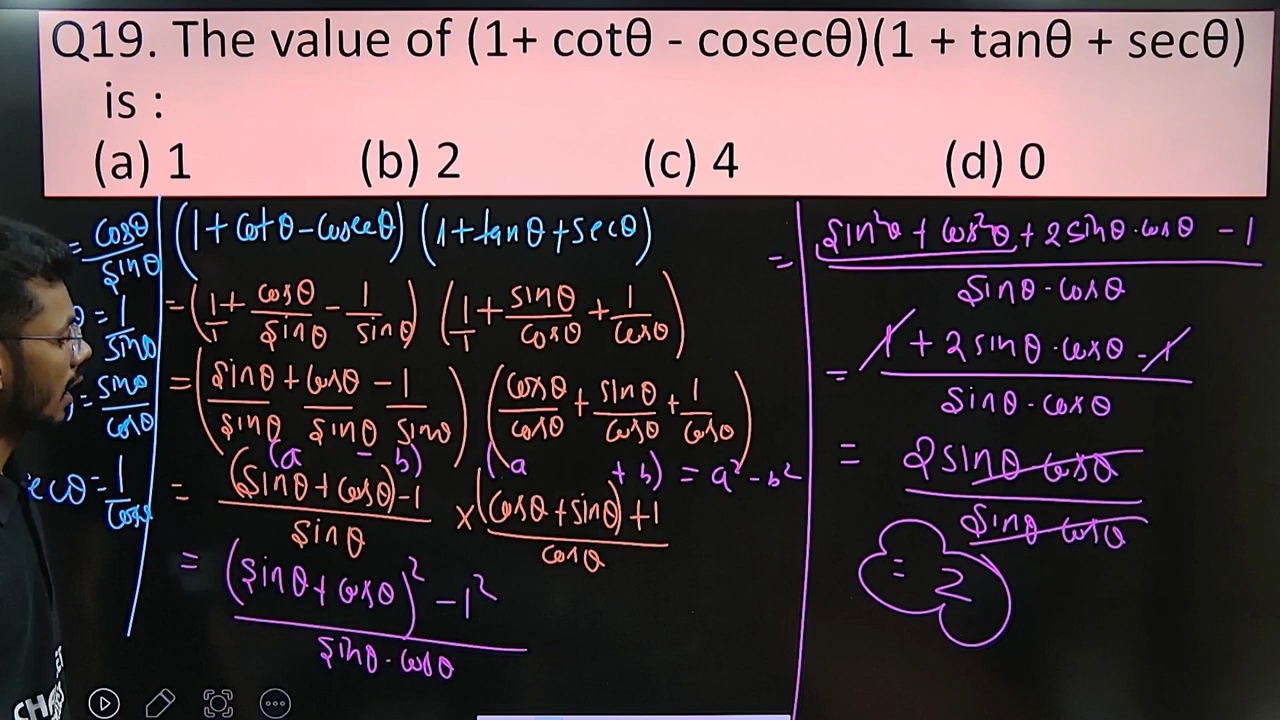 Q19. The value of (1+ cotθ - cosecθ)(1 + tanθ + secθ)
is :
(a) 1 (b) 2 (c) 4 (d) 0
= cosθ/sinθ
θ = 1/sinθ
θ = sinθ/cosθ
ecθ = 1/cosθ
(1+cotθ-cosecθ) (1+tanθ+secθ)
= (1/1 + cosθ/sinθ - 1/sinθ) (1/1 + sinθ/cosθ + 1/cosθ)
= (sinθ/sinθ + cosθ/sinθ - 1/sinθ) (cosθ/cosθ + sinθ/cosθ + 1/cosθ)
(a - b) (a + b) = a²-b²
= (sinθ+cosθ)-1/sinθ × (cosθ+sinθ)+1/cosθ
= (sinθ+cosθ)² -1²/sinθ·cosθ
= sin²θ + cos²θ + 2sinθ·cosθ - 1/sinθ·cosθ
= 1 + 2sinθ·cosθ - 1/sinθ·cosθ
= 2sinθ cosθ/sinθ cosθ
= 2